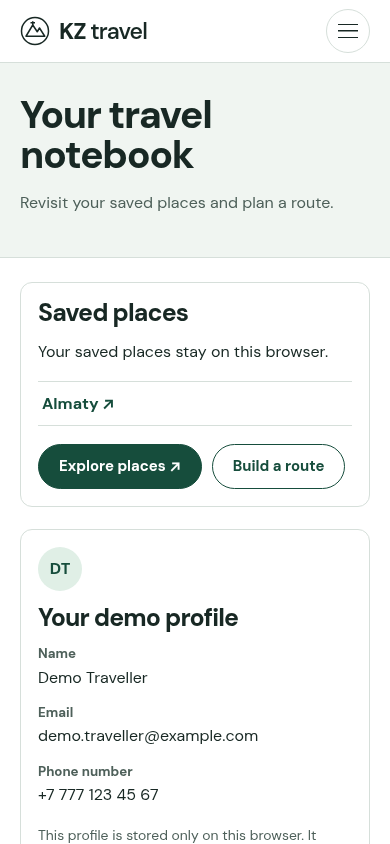 KZ travel
Your travel
notebook
Revisit your saved places and plan a route.
Saved places
Your saved places stay on this browser.
Almaty ↗
Explore places ↗
Build a route
DT
Your demo profile
Name
Demo Traveller
Email
demo.traveller@example.com
Phone number
+7 777 123 45 67
This profile is stored only on this browser. It